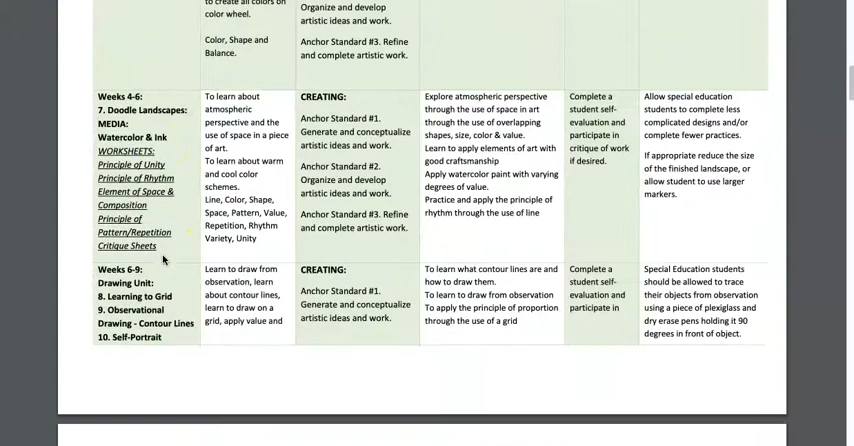 to create all colors on
color wheel.
Color, Shape and
Balance.
Organize and develop
artistic ideas and work.
Anchor Standard #3. Refine
and complete artistic work.
Weeks 4-6:
7. Doodle Landscapes:
MEDIA:
Watercolor & Ink
WORKSHEETS:
Principle of Unity
Principle of Rhythm
Element of Space &
Composition
Principle of
Pattern/Repetition
Critique Sheets
To learn about
atmospheric
perspective and the
use of space in a piece
of art.
To learn about warm
and cool color
schemes.
Line, Color, Shape,
Space, Pattern, Value,
Repetition, Rhythm
Variety, Unity
CREATING:
Anchor Standard #1.
Generate and conceptualize
artistic ideas and work.
Anchor Standard #2.
Organize and develop
artistic ideas and work.
Anchor Standard #3. Refine
and complete artistic work.
Explore atmospheric perspective
through the use of space in art
through the use of overlapping
shapes, size, color & value.
Learn to apply elements of art with
good craftsmanship
Apply watercolor paint with varying
degrees of value.
Practice and apply the principle of
rhythm through the use of line
Complete a
student self-
evaluation and
participate in
critique of work
if desired.
Allow special education
students to complete less
complicated designs and/or
complete fewer practices.
If appropriate reduce the size
of the finished landscape, or
allow student to use larger
markers.
Weeks 6-9:
Drawing Unit:
8. Learning to Grid
9. Observational
Drawing - Contour Lines
10. Self-Portrait
Learn to draw from
observation, learn
about contour lines,
learn to draw on a
grid, apply value and
CREATING:
Anchor Standard #1.
Generate and conceptualize
artistic ideas and work.
To learn what contour lines are and
how to draw them.
To learn to draw from observation
To apply the principle of proportion
through the use of a grid
Complete a
student self-
evaluation and
participate in
Special Education students
should be allowed to trace
their objects from observation
using a piece of plexiglass and
dry erase pens holding it 90
degrees in front of object.